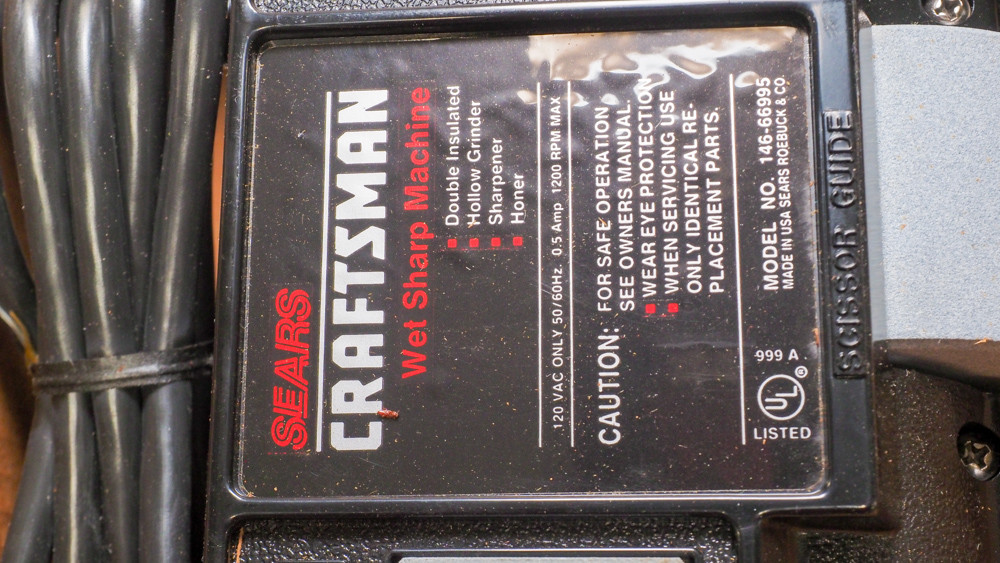 SEARS
CRAFTSMAN
Wet Sharp Machine
Double Insulated
Hollow Grinder
Sharpener
Honer
120 VAC ONLY 50/60Hz. 0.5 Amp 1200 RPM MAX
CAUTION: FOR SAFE OPERATION
SEE OWNERS MANUAL.
WEAR EYE PROTECTION
WHEN SERVICING USE
ONLY IDENTICAL RE-
PLACEMENT PARTS.
999 A
UL ®
LISTED
MODEL NO. 146-66995
MADE IN USA SEARS ROEBUCK & CO.
SCISSOR GUIDE